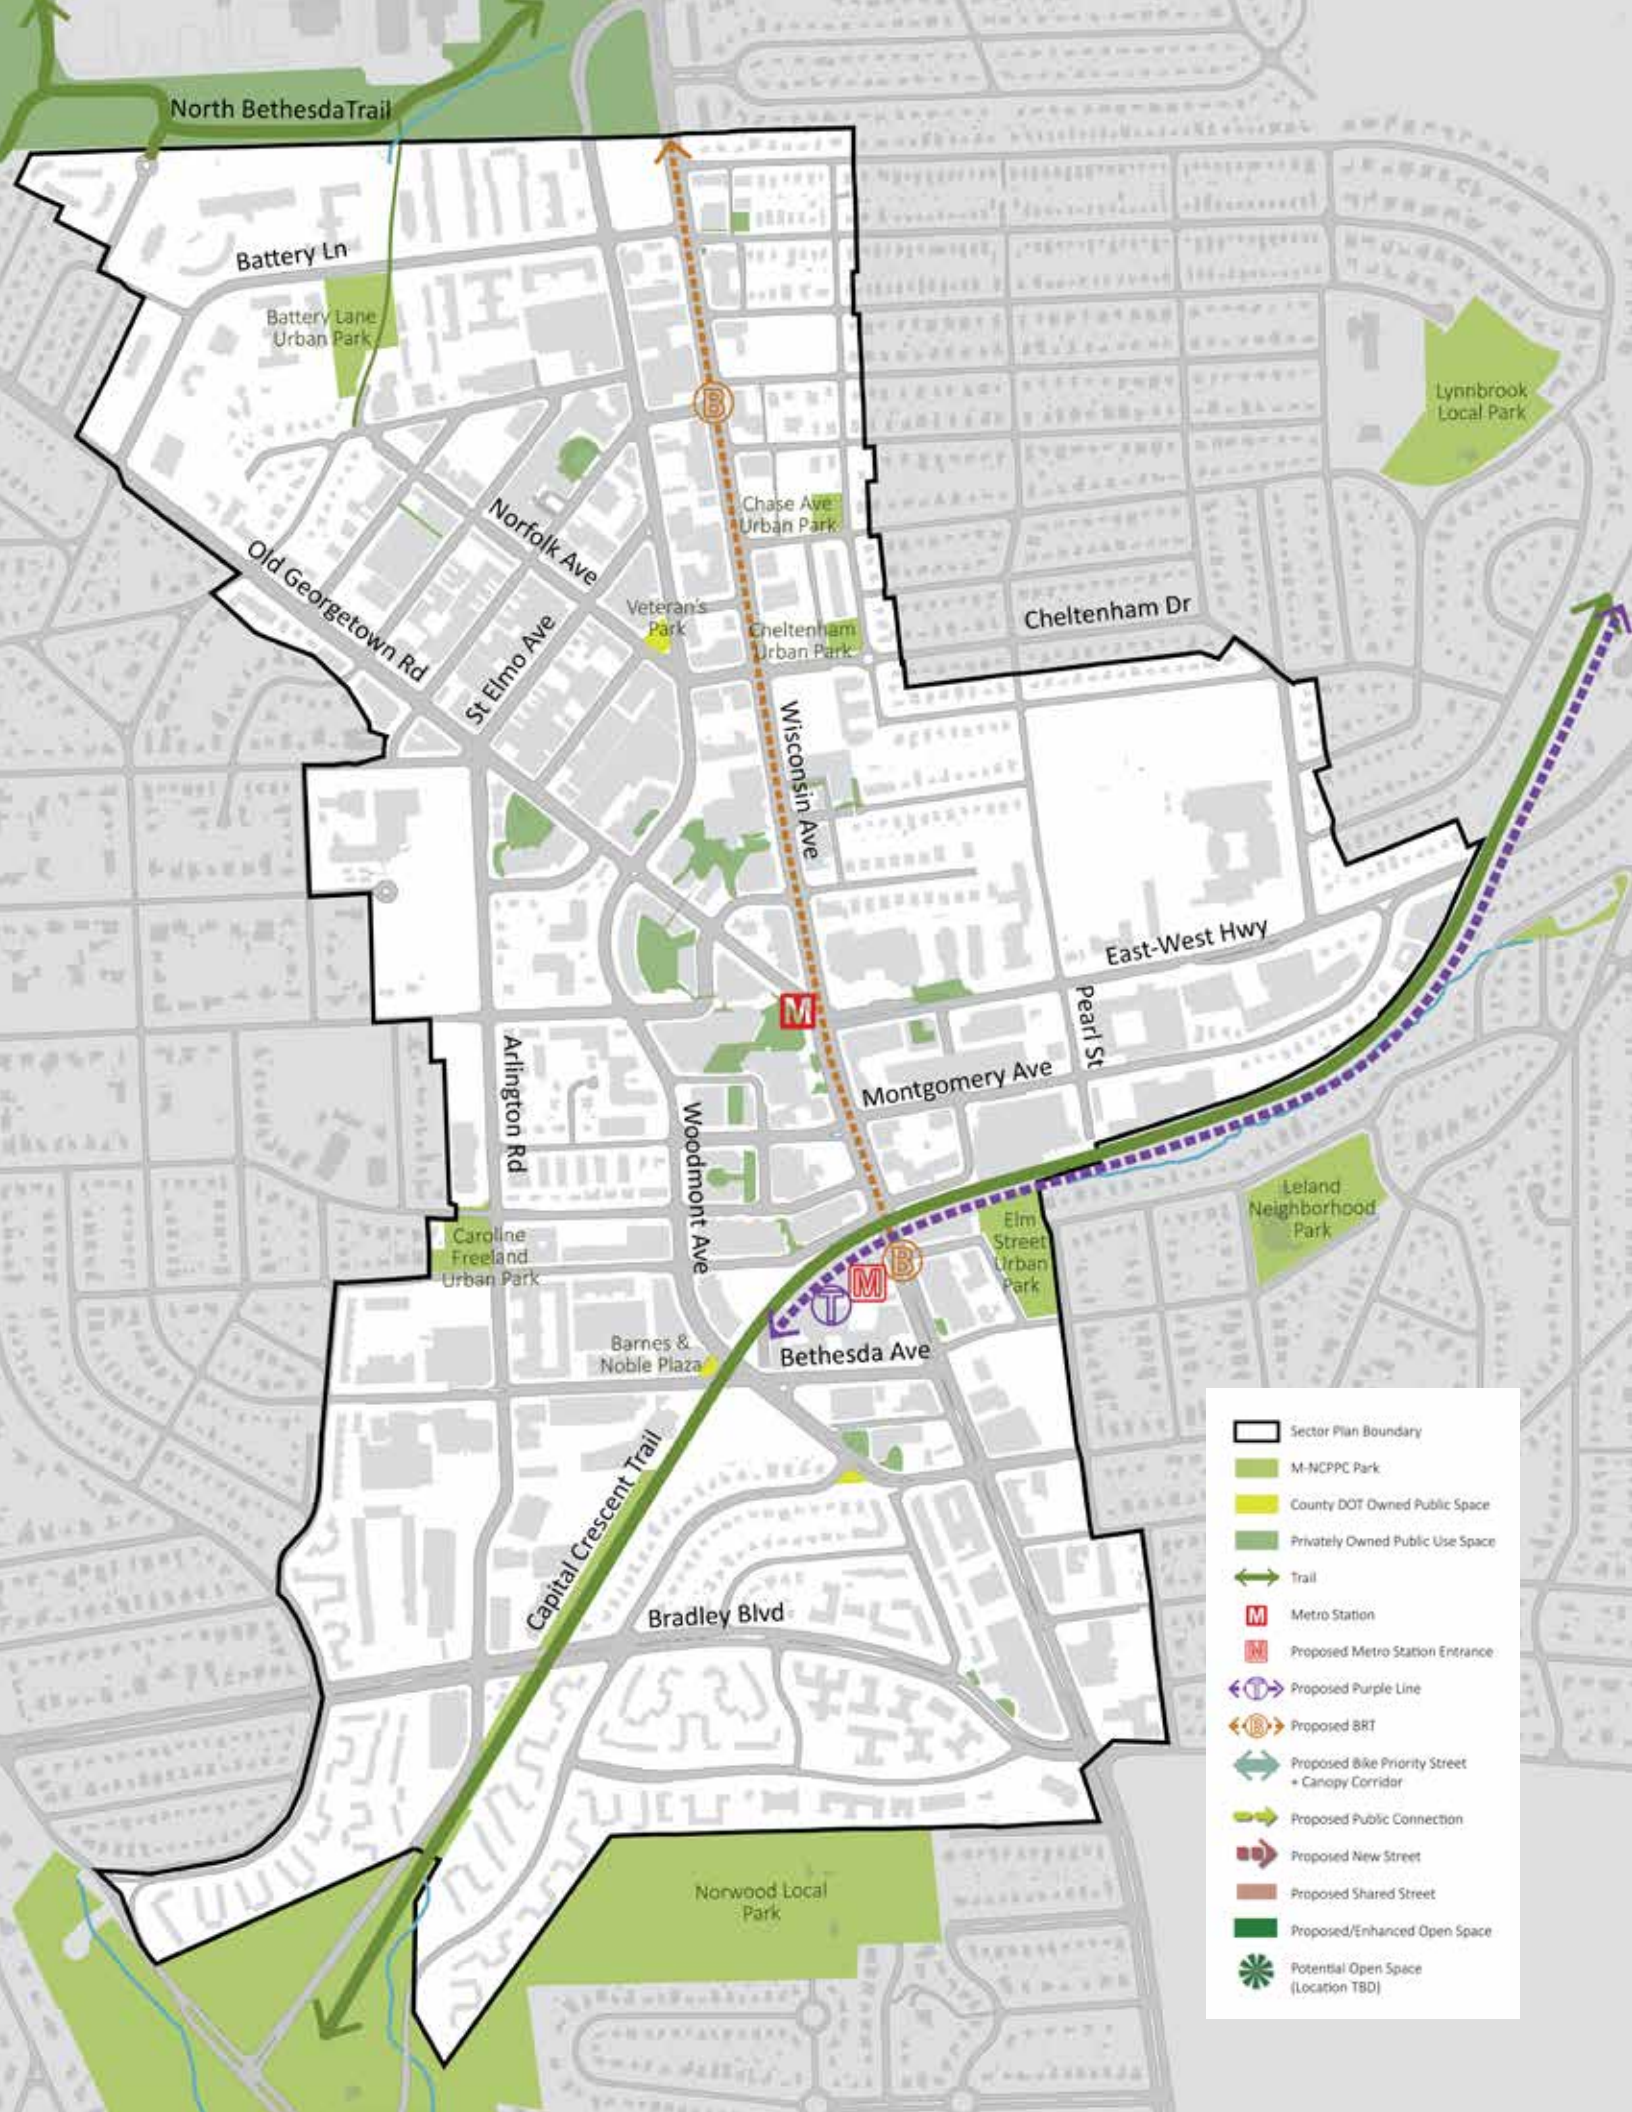 North BethesdaTrail
Battery Ln
Battery Lane
Urban Park
Lynnbrook
Local Park
B
Chase Ave
Urban Park
Norfolk Ave
Old Georgetown Rd
Veteran's
Park
Cheltenham Dr
Cheltenham
Urban Park
St Elmo Ave
Wisconsin Ave
East-West Hwy
M
Pearl St
Arlington Rd
Montgomery Ave
Woodmont Ave
Leland
Neighborhood
Park
Elm
Street
Urban
Park
Caroline
Freeland
Urban Park
B
M
T
Barnes &
Noble Plaza
Bethesda Ave
Capital Crescent Trail
Bradley Blvd
Norwood Local
Park
Sector Plan Boundary
M-NCPPC Park
County DOT Owned Public Space
Privately Owned Public Use Space
Trail
M Metro Station
M Proposed Metro Station Entrance
T Proposed Purple Line
B Proposed BRT
Proposed Bike Priority Street
+ Canopy Corridor
Proposed Public Connection
Proposed New Street
Proposed Shared Street
Proposed/Enhanced Open Space
Potential Open Space
(Location TBD)